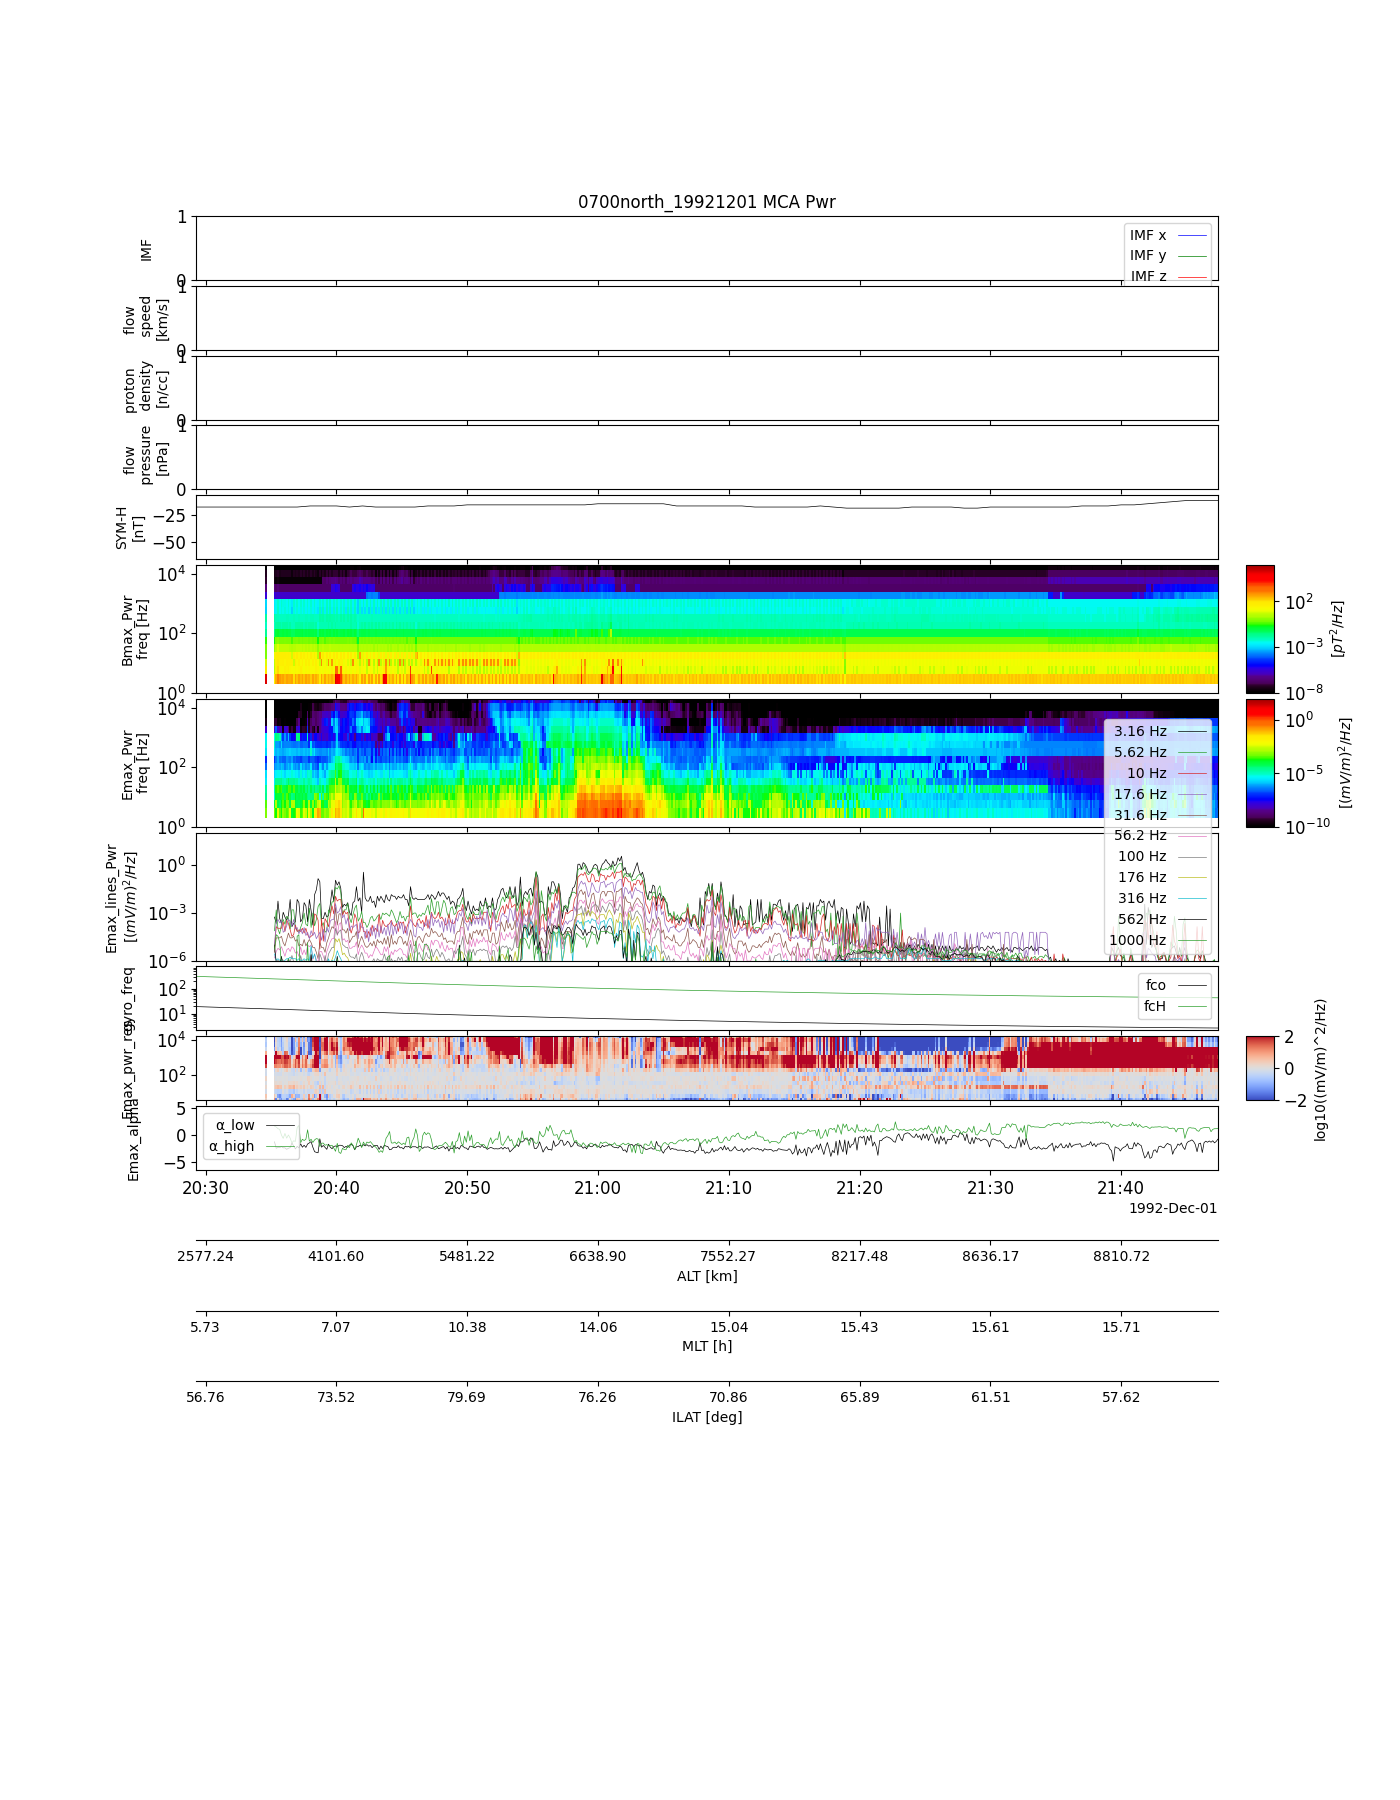 0700north_19921201 MCA Pwr
1
IMF
0
IMF x
IMF y
IMF z
1
flow
speed
[km/s]
0
1
proton
density
[n/cc]
0
1
flow
pressure
[nPa]
0
SYM-H
[nT]
−25
−50
Bmax_Pwr
freq [Hz]
10^4
10^2
10^0
10^2
10^-3
10^-8
[pT^2/Hz]
Emax_Pwr
freq [Hz]
10^4
10^2
10^0
10^0
10^-5
10^-10
[(mV/m)^2/Hz]
3.16 Hz
5.62 Hz
10 Hz
17.6 Hz
31.6 Hz
56.2 Hz
100 Hz
176 Hz
316 Hz
562 Hz
1000 Hz
Emax_lines_Pwr
[(mV/m)^2/Hz]
10^0
10^-3
10^-6
gyro_freq
10^2
10^1
fco
fcH
Emax_pwr_reg
10^4
10^2
2
0
−2
log10((mV/m)^2/Hz)
Emax_alpha
5
0
−5
α_low
α_high
20:30 20:40 20:50 21:00 21:10 21:20 21:30 21:40
1992-Dec-01
2577.24 4101.60 5481.22 6638.90 7552.27 8217.48 8636.17 8810.72
ALT [km]
5.73 7.07 10.38 14.06 15.04 15.43 15.61 15.71
MLT [h]
56.76 73.52 79.69 76.26 70.86 65.89 61.51 57.62
ILAT [deg]